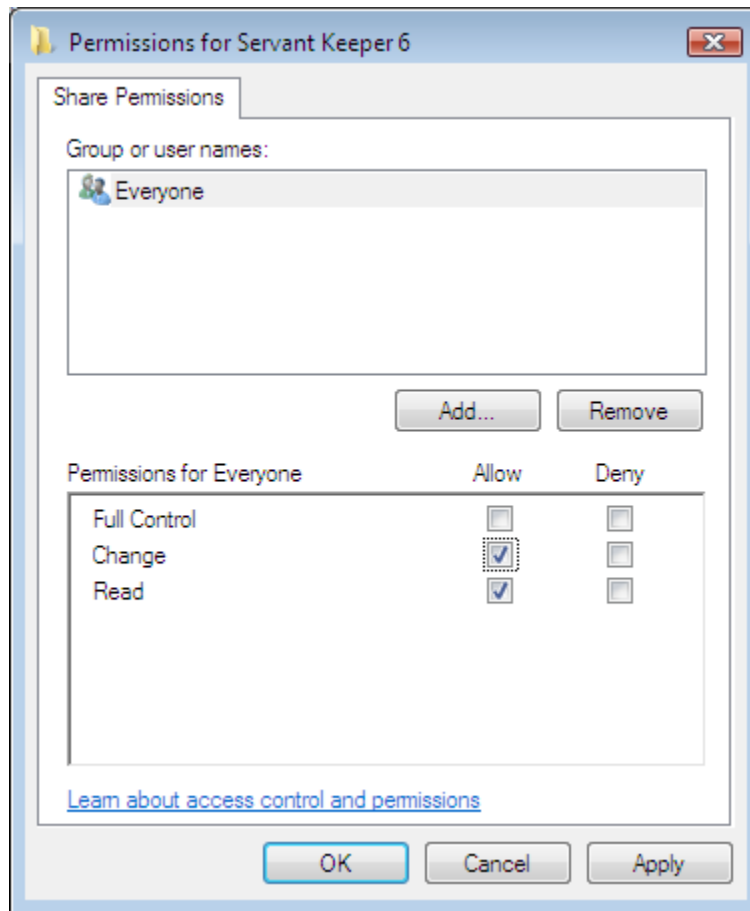 Permissions for Servant Keeper 6
Share Permissions
Group or user names:
Everyone
Add... Remove
Permissions for Everyone Allow Deny
Full Control
Change
Read
Learn about access control and permissions
OK Cancel Apply